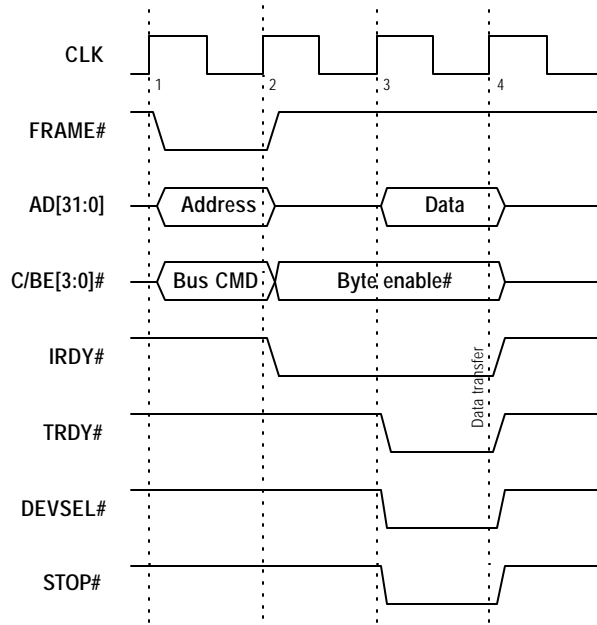 CLK
1
2
3
4
FRAME#
AD[31:0]
Address
Data
C/BE[3:0]#
Bus CMD
Byte enable#
IRDY#
Data transfer
TRDY#
DEVSEL#
STOP#